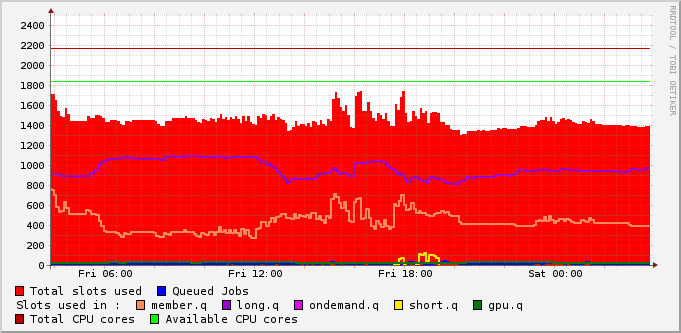 2400
2200
2000
1800
1600
1400
1200
1000
800
600
400
200
0
Fri 06:00 Fri 12:00 Fri 18:00 Sat 00:00
RRDTOOL / TOBI OETIKER
Total slots used Queued Jobs
Slots used in : member.q long.q ondemand.q short.q gpu.q
Total CPU cores Available CPU cores